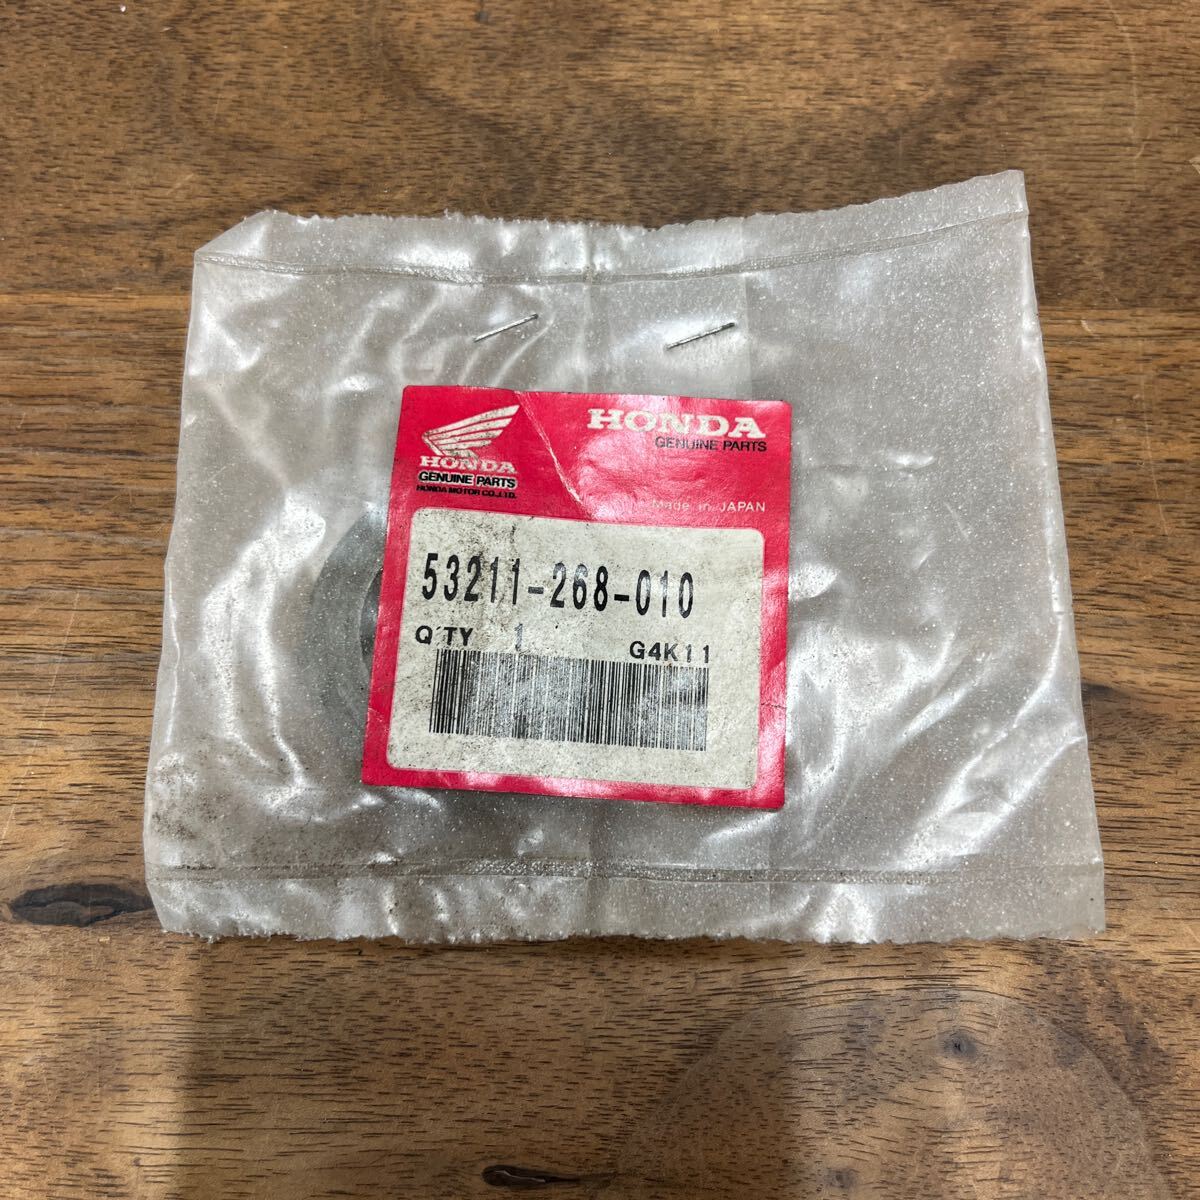 HONDA
GENUINE PARTS
HONDA MOTOR CO.,LTD.
HONDA
GENUINE PARTS
Made in JAPAN
53211-268-010
Q'TY 1 G4K11